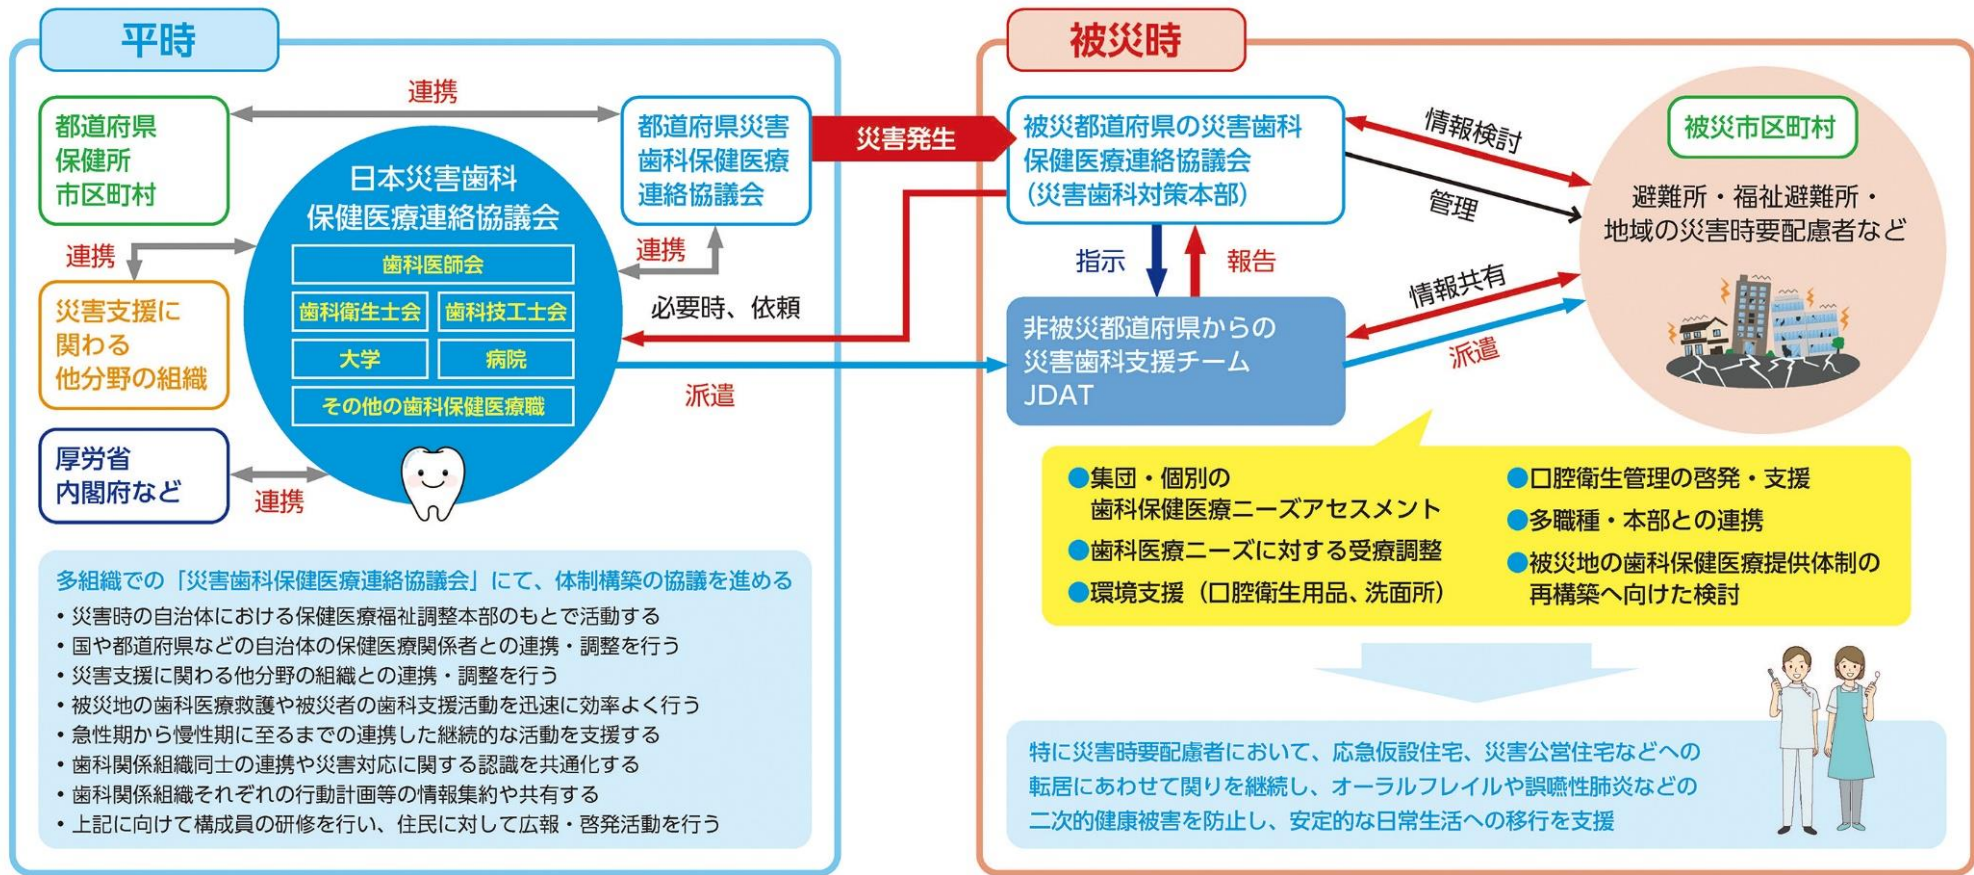 平時
連携
都道府県
保健所
市区町村
都道府県災害
歯科保健医療
連絡協議会
日本災害歯科
保健医療連絡協議会
歯科医師会
歯科衛生士会
歯科技工士会
大学
病院
その他の歯科保健医療職
連携
連携
災害支援に
関わる
他分野の組織
厚労省
内閣府など
連携
多組織での「災害歯科保健医療連絡協議会」にて、体制構築の協議を進める
・災害時の自治体における保健医療福祉調整本部のもとで活動する
・国や都道府県などの自治体の保健医療関係者との連携・調整を行う
・災害支援に関わる他分野の組織との連携・調整を行う
・被災地の歯科医療救護や被災者の歯科支援活動を迅速に効率よく行う
・急性期から慢性期に至るまでの連携した継続的な活動を支援する
・歯科関係組織同士の連携や災害対応に関する認識を共通化する
・歯科関係組織それぞれの行動計画等の情報集約や共有する
・上記に向けて構成員の研修を行い、住民に対して広報・啓発活動を行う
災害発生
必要時、依頼
派遣
被災時
被災都道府県の災害歯科
保健医療連絡協議会
（災害歯科対策本部）
指示
報告
非被災都道府県からの
災害歯科支援チーム
JDAT
情報検討
管理
情報共有
派遣
被災市区町村
避難所・福祉避難所・
地域の災害時要配慮者など
●集団・個別の
歯科保健医療ニーズアセスメント
●歯科医療ニーズに対する受療調整
●環境支援（口腔衛生用品、洗面所）
●口腔衛生管理の啓発・支援
●多職種・本部との連携
●被災地の歯科保健医療提供体制の
再構築へ向けた検討
特に災害時要配慮者において、応急仮設住宅、災害公営住宅などへの
転居にあわせて関りを継続し、オーラルフレイルや誤嚥性肺炎などの
二次的健康被害を防止し、安定的な日常生活への移行を支援